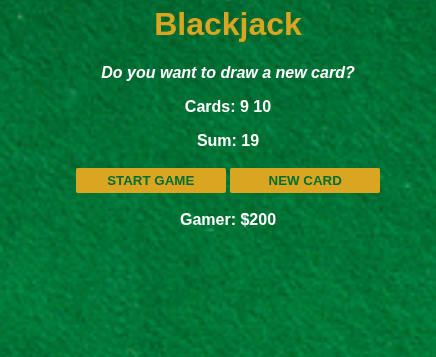 Blackjack
Do you want to draw a new card?
Cards: 9 10
Sum: 19
START GAME NEW CARD
Gamer: $200